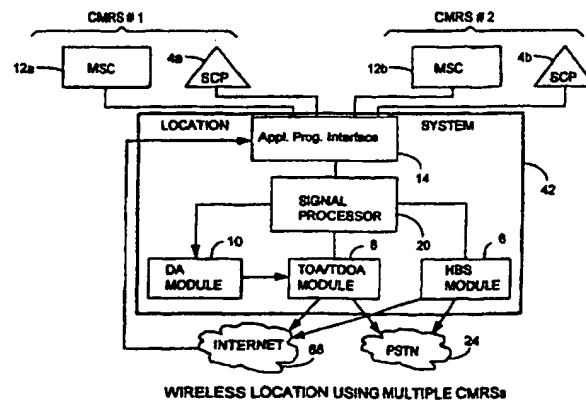 CMRS # 1
CMRS # 2
12a
MSC
4a
SCP
12b
MSC
4b
SCP
LOCATION
Appl. Prog. Interface
SYSTEM
14
42
SIGNAL
PROCESSOR
20
10
8
6
DA
MODULE
TOA/TDOA
MODULE
HBS
MODULE
INTERNET
PSTN
24
WIRELESS LOCATION USING MULTIPLE CMRSs